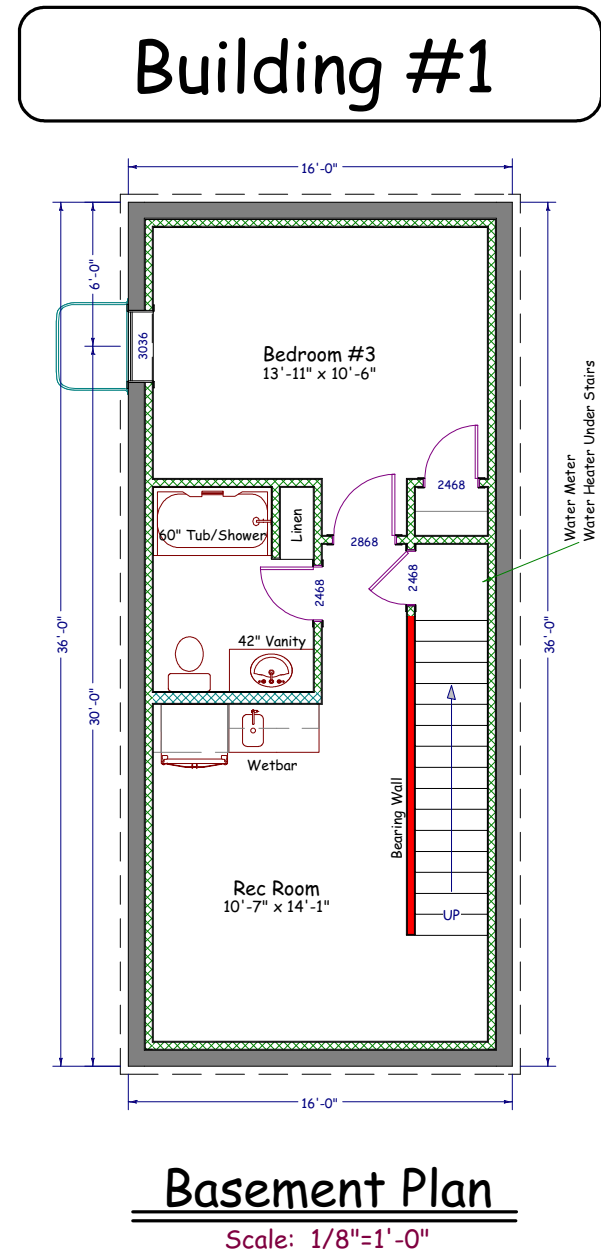 Building #1
16'-0"
6'-0"
3036
Bedroom #3
13'-11" x 10'-6"
Water Meter
Water Heater Under Stairs
2468
60" Tub/Shower
Linen
2868
2468
2468
42" Vanity
36'-0"
30'-0"
36'-0"
Wetbar
Bearing Wall
Rec Room
10'-7" x 14'-1"
UP
16'-0"
Basement Plan
Scale: 1/8"=1'-0"